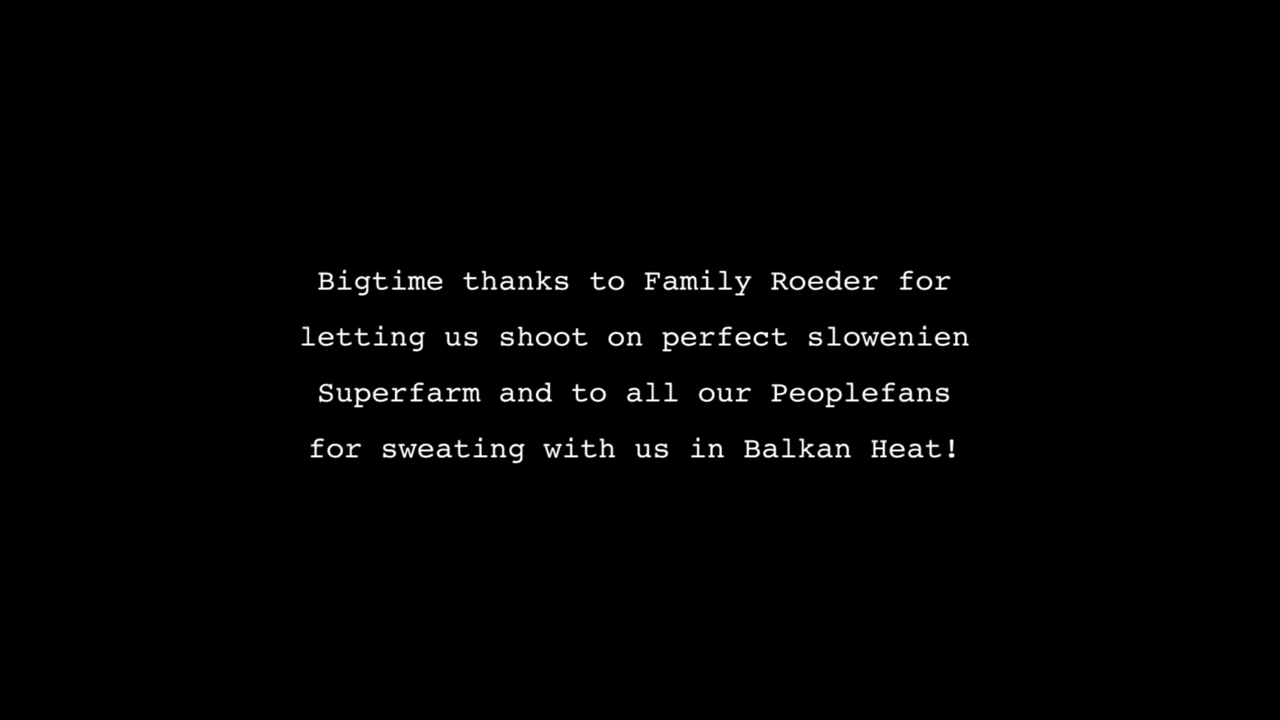 Bigtime thanks to Family Roeder for
letting us shoot on perfect slowenien
Superfarm and to all our Peoplefans
for sweating with us in Balkan Heat!